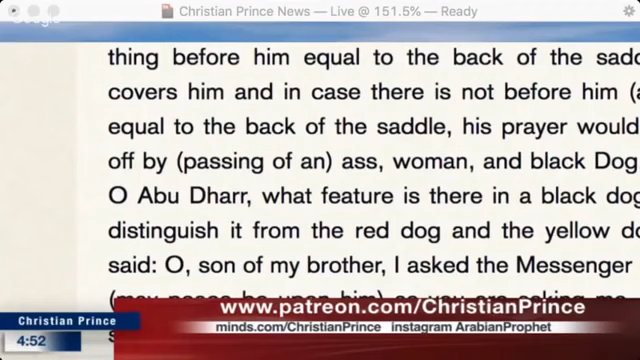 Christian Prince News — Live @ 151.5% — Ready
Google
thing before him equal to the back of the sadd
covers him and in case there is not before him (a
equal to the back of the saddle, his prayer would
off by (passing of an) ass, woman, and black Dog
O Abu Dharr, what feature is there in a black dog
distinguish it from the red dog and the yellow do
said: O, son of my brother, I asked the Messenger
www.patreon.com/ChristianPrince
Christian Prince
minds.com/ChristianPrince instagram ArabianProphet
4:52